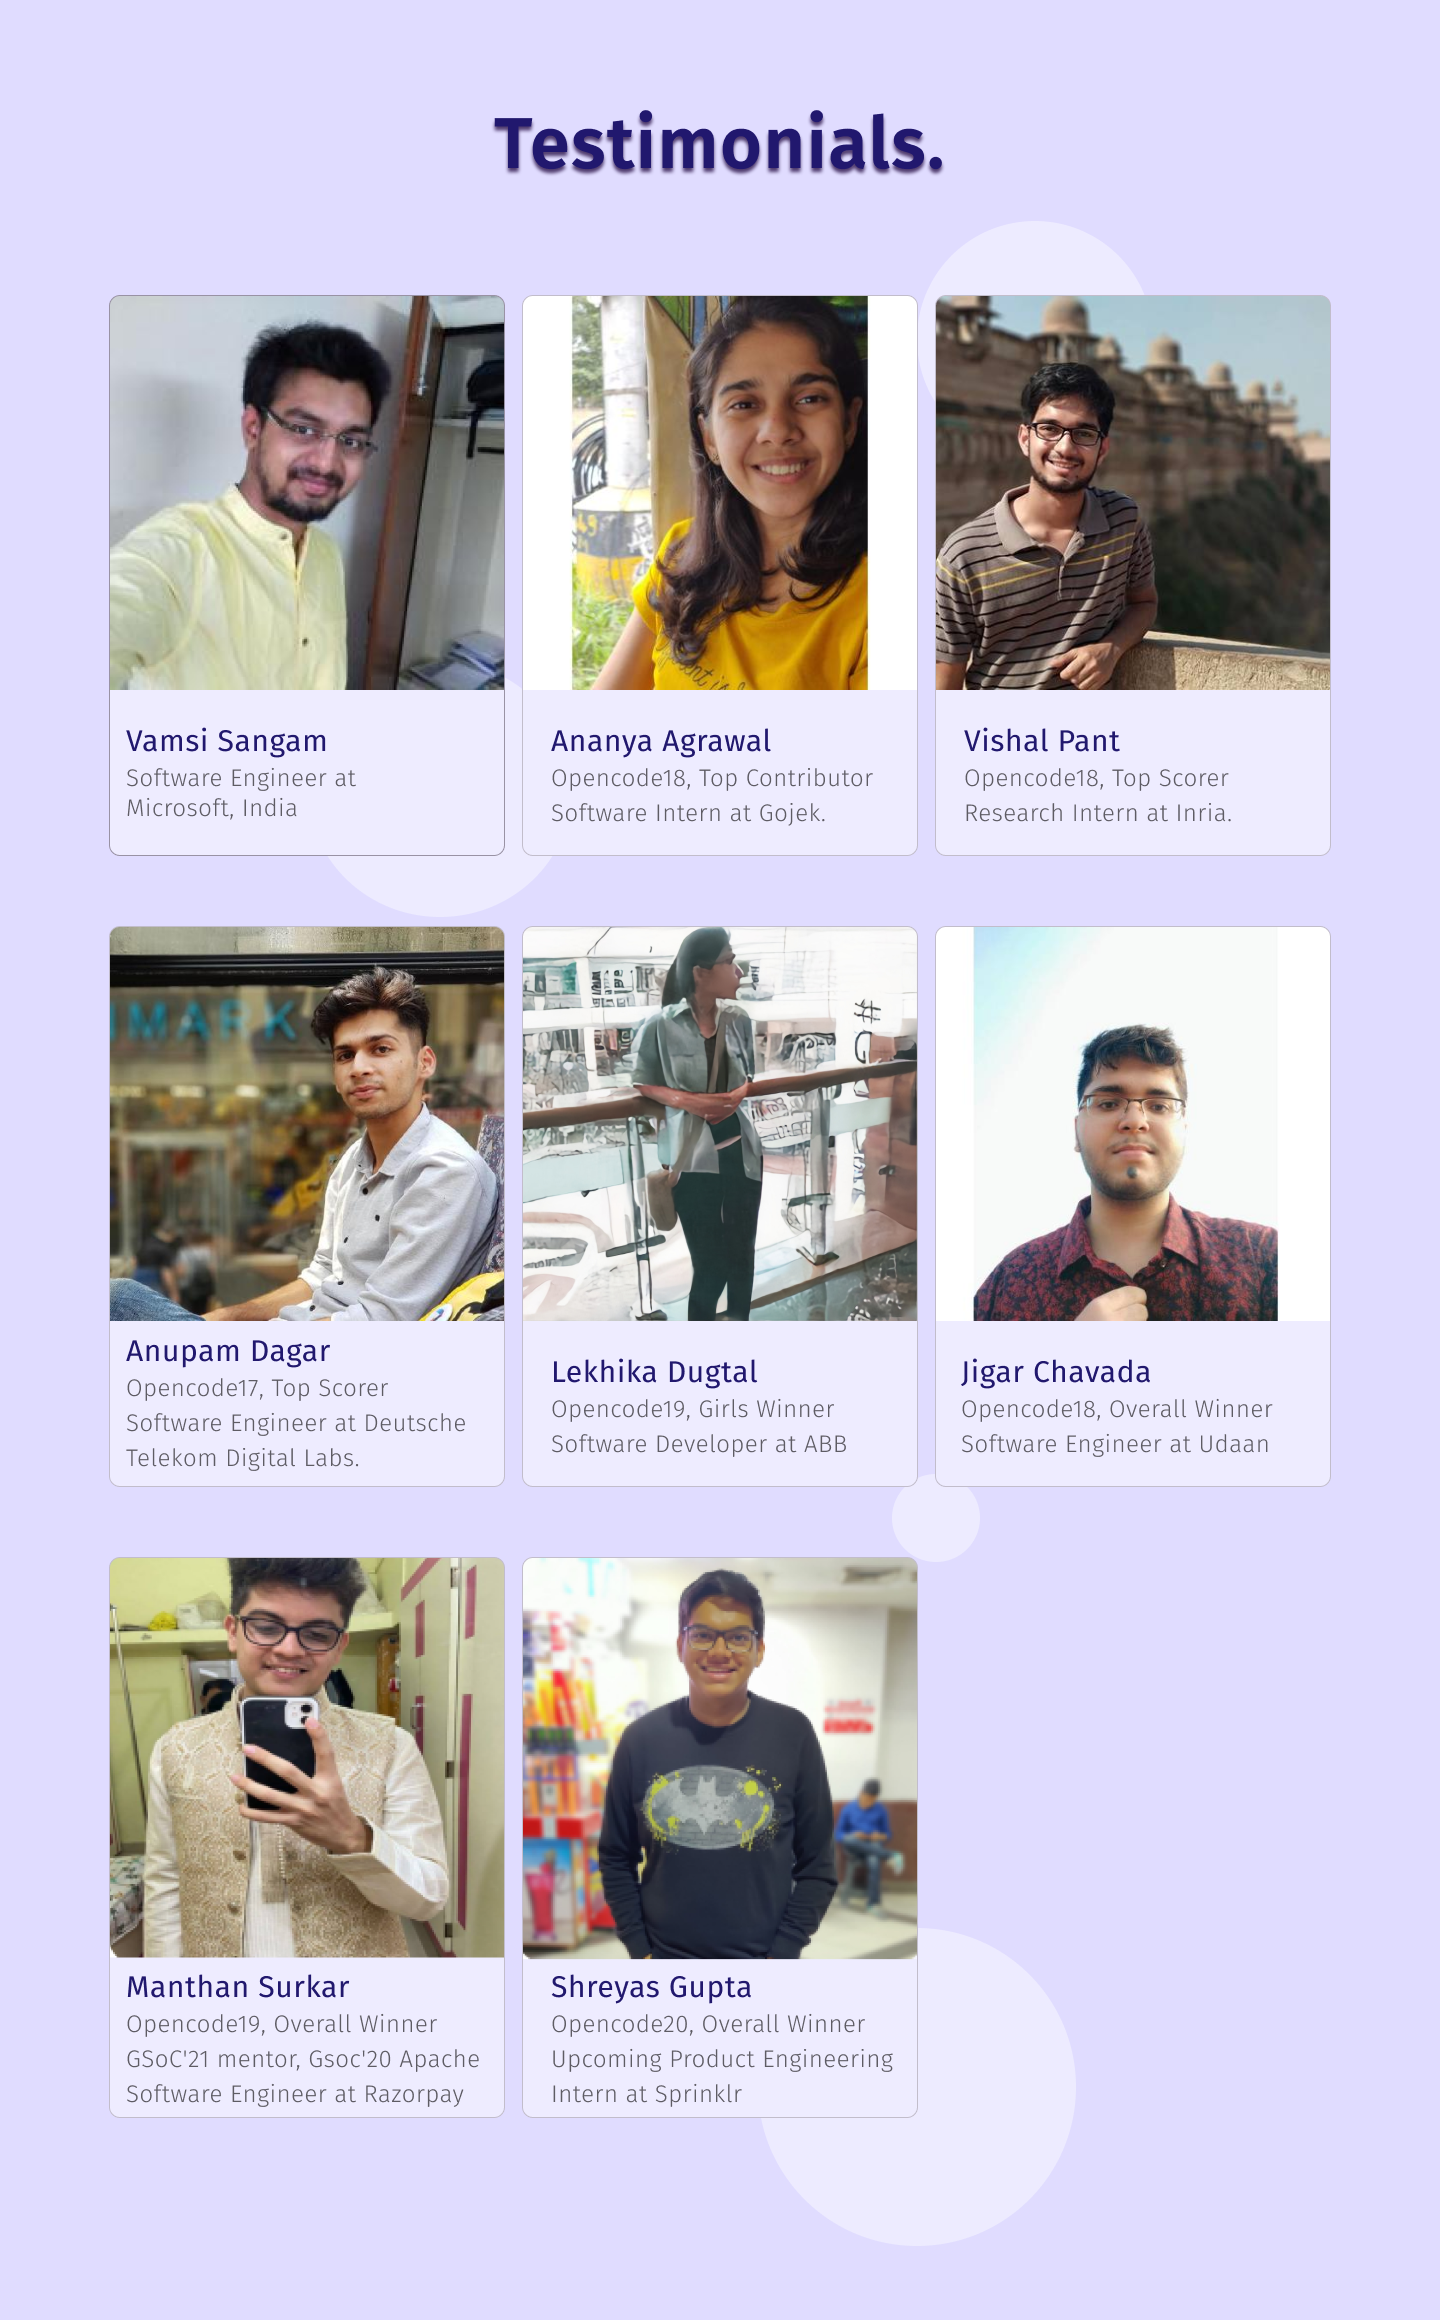 Testimonials.
Vamsi Sangam
Software Engineer at
Microsoft, India
Ananya Agrawal
Opencode18, Top Contributor
Software Intern at Gojek.
Vishal Pant
Opencode18, Top Scorer
Research Intern at Inria.
MARK
#G
Anupam Dagar
Opencode17, Top Scorer
Software Engineer at Deutsche
Telekom Digital Labs.
Lekhika Dugtal
Opencode19, Girls Winner
Software Developer at ABB
Jigar Chavada
Opencode18, Overall Winner
Software Engineer at Udaan
Manthan Surkar
Opencode19, Overall Winner
GSoC'21 mentor, Gsoc'20 Apache
Software Engineer at Razorpay
Shreyas Gupta
Opencode20, Overall Winner
Upcoming Product Engineering
Intern at Sprinklr